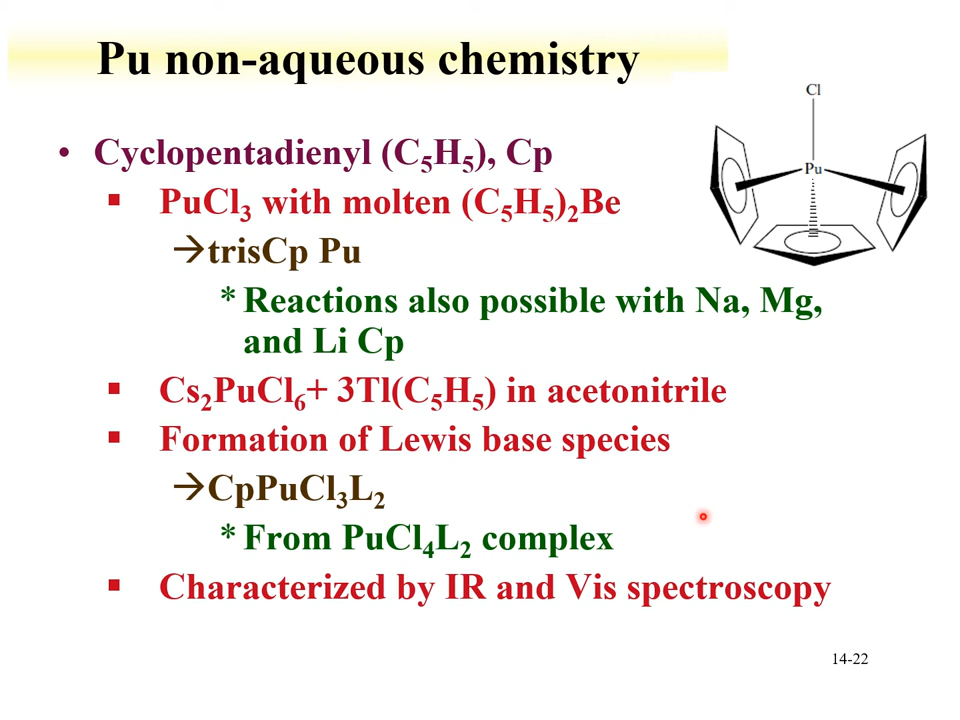 Pu non-aqueous chemistry
Cl
Pu
• Cyclopentadienyl (C₅H₅), Cp
▪ PuCl₃ with molten (C₅H₅)₂Be
→trisCp Pu
* Reactions also possible with Na, Mg,
and Li Cp
▪ Cs₂PuCl₆+ 3Tl(C₅H₅) in acetonitrile
▪ Formation of Lewis base species
→CpPuCl₃L₂
* From PuCl₄L₂ complex
▪ Characterized by IR and Vis spectroscopy
14-22